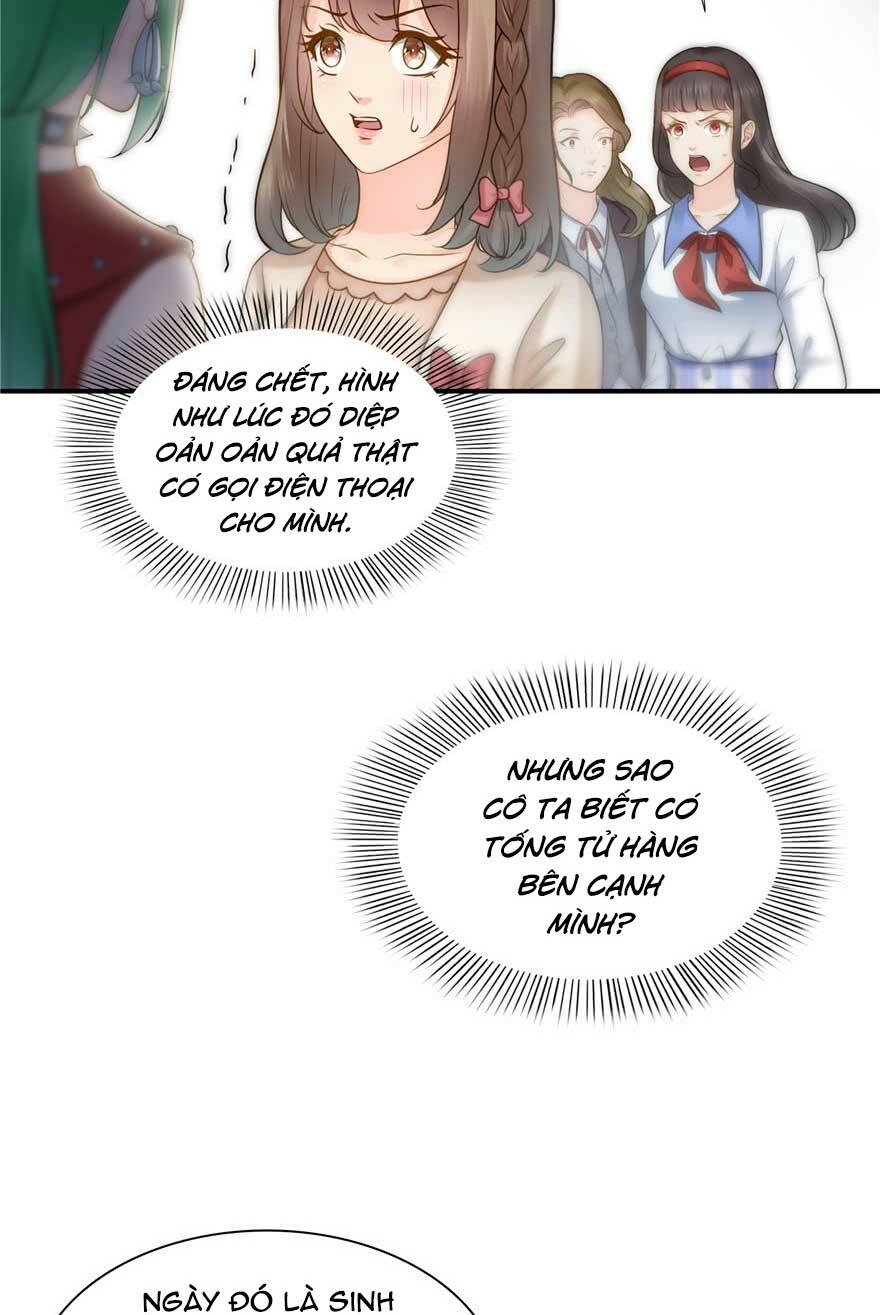 ĐÁNG CHẾT, HÌNH
NHƯ LÚC ĐÓ DIỆP
OẢN OẢN QUẢ THẬT
CÓ GỌI ĐIỆN THOẠI
CHO MÌNH.
NHƯNG SAO
CÔ TA BIẾT CÓ
TỐNG TỬ HÀNG
BÊN CẠNH
MÌNH?
NGÀY ĐÓ LÀ SINH